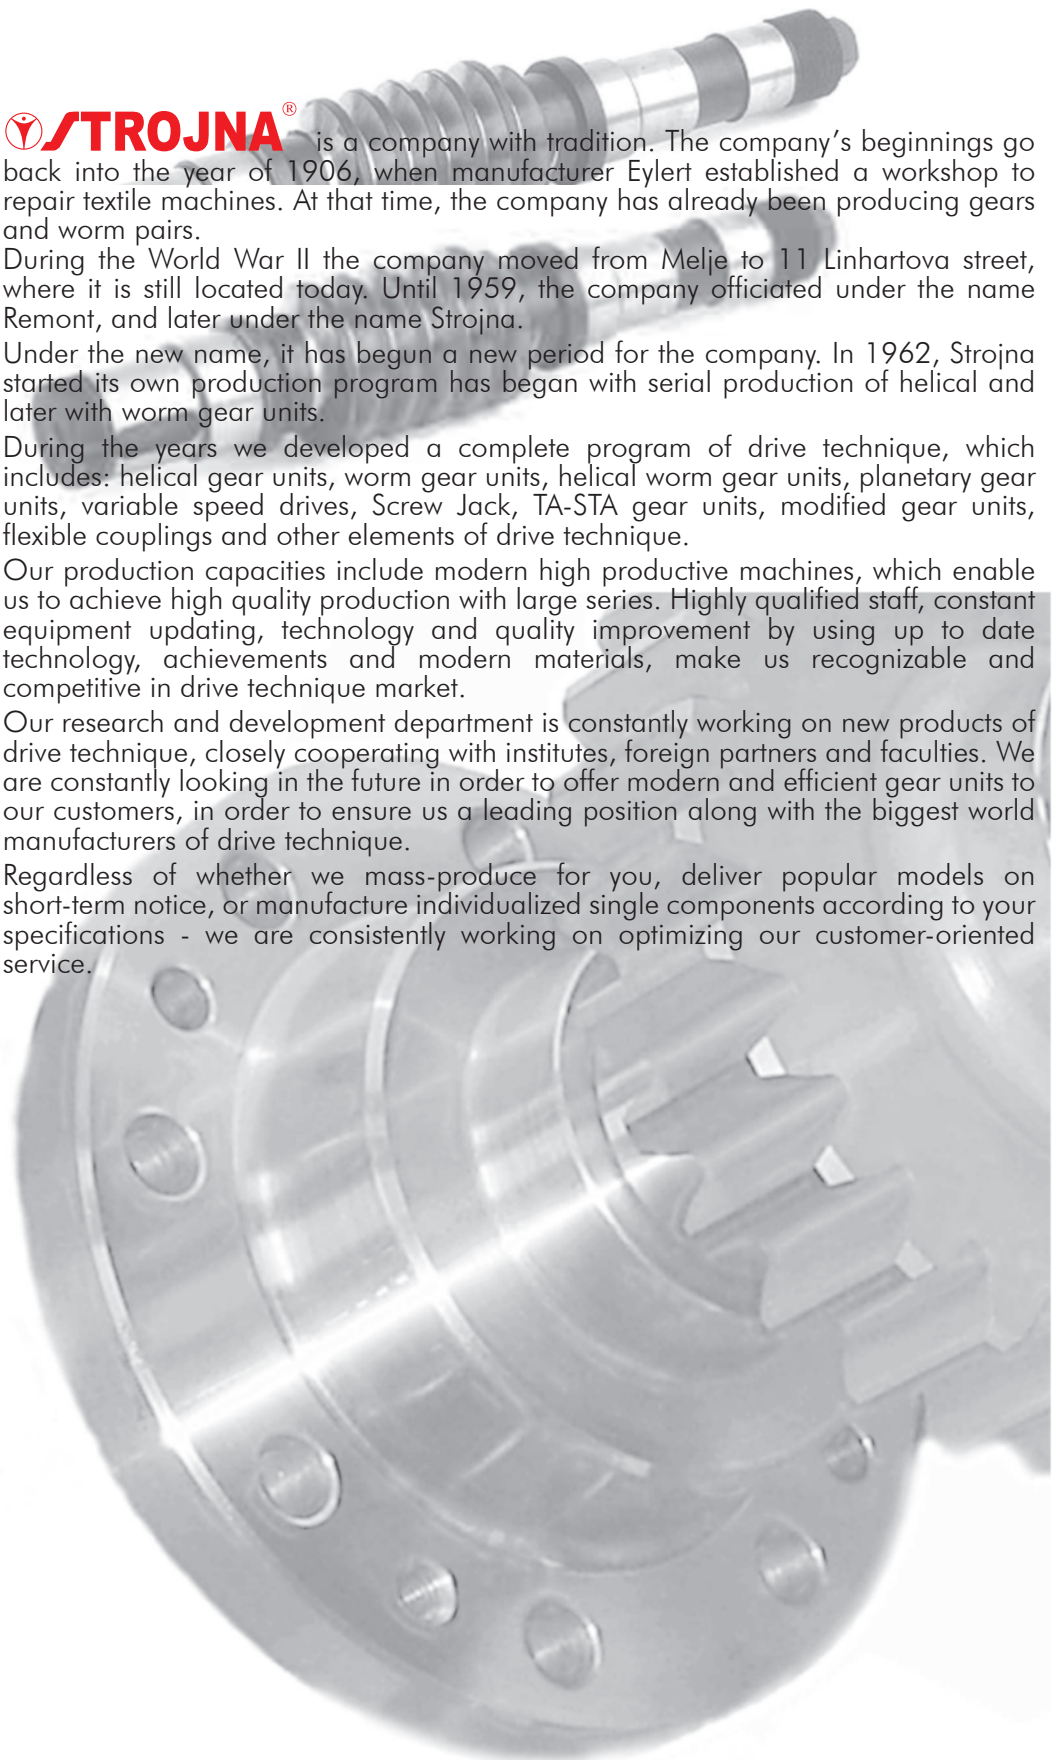 STROJNA® is a company with tradition. The company's beginnings go
back into the year of 1906, when manufacturer Eylert established a workshop to
repair textile machines. At that time, the company has already been producing gears
and worm pairs.
During the World War II the company moved from Melje to 11 Linhartova street,
where it is still located today. Until 1959, the company officiated under the name
Remont, and later under the name Strojna.
Under the new name, it has begun a new period for the company. In 1962, Strojna
started its own production program has began with serial production of helical and
later with worm gear units.
During the years we developed a complete program of drive technique, which
includes: helical gear units, worm gear units, helical worm gear units, planetary gear
units, variable speed drives, Screw Jack, TA-STA gear units, modified gear units,
flexible couplings and other elements of drive technique.
Our production capacities include modern high productive machines, which enable
us to achieve high quality production with large series. Highly qualified staff, constant
equipment updating, technology and quality improvement by using up to date
technology, achievements and modern materials, make us recognizable and
competitive in drive technique market.
Our research and development department is constantly working on new products of
drive technique, closely cooperating with institutes, foreign partners and faculties. We
are constantly looking in the future in order to offer modern and efficient gear units to
our customers, in order to ensure us a leading position along with the biggest world
manufacturers of drive technique.
Regardless of whether we mass-produce for you, deliver popular models on
short-term notice, or manufacture individualized single components according to your
specifications - we are consistently working on optimizing our customer-oriented
service.